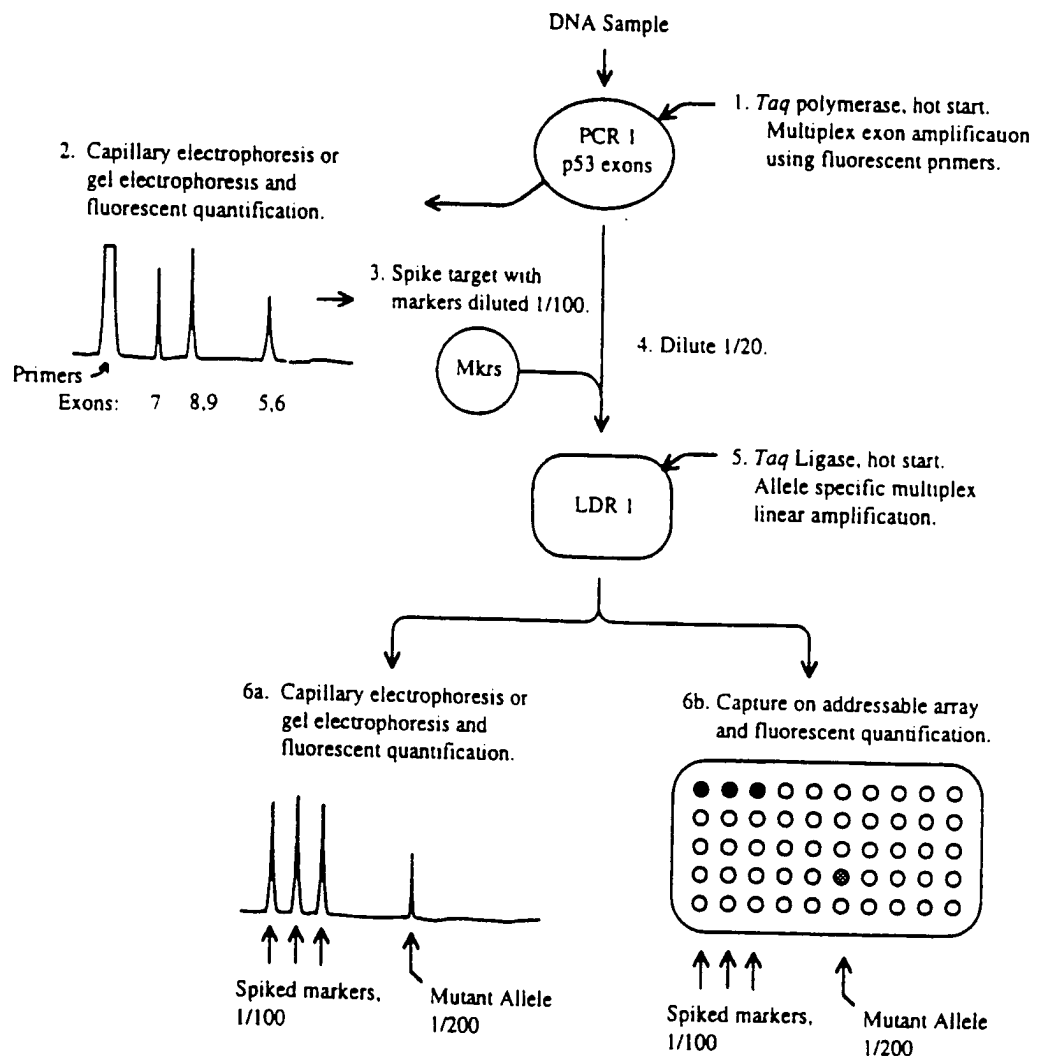 DNA Sample
PCR 1
p53 exons
1. Taq polymerase, hot start.
Multiplex exon amplification
using fluorescent primers.
2. Capillary electrophoresis or
gel electrophoresis and
fluorescent quantification.
Primers
Exons: 7 8,9 5,6
3. Spike target with
markers diluted 1/100.
Mkrs
4. Dilute 1/20.
LDR 1
5. Taq Ligase, hot start.
Allele specific multiplex
linear amplification.
6a. Capillary electrophoresis or
gel electrophoresis and
fluorescent quantification.
Spiked markers,
1/100
Mutant Allele
1/200
6b. Capture on addressable array
and fluorescent quantification.
Spiked markers,
1/100
Mutant Allele
1/200